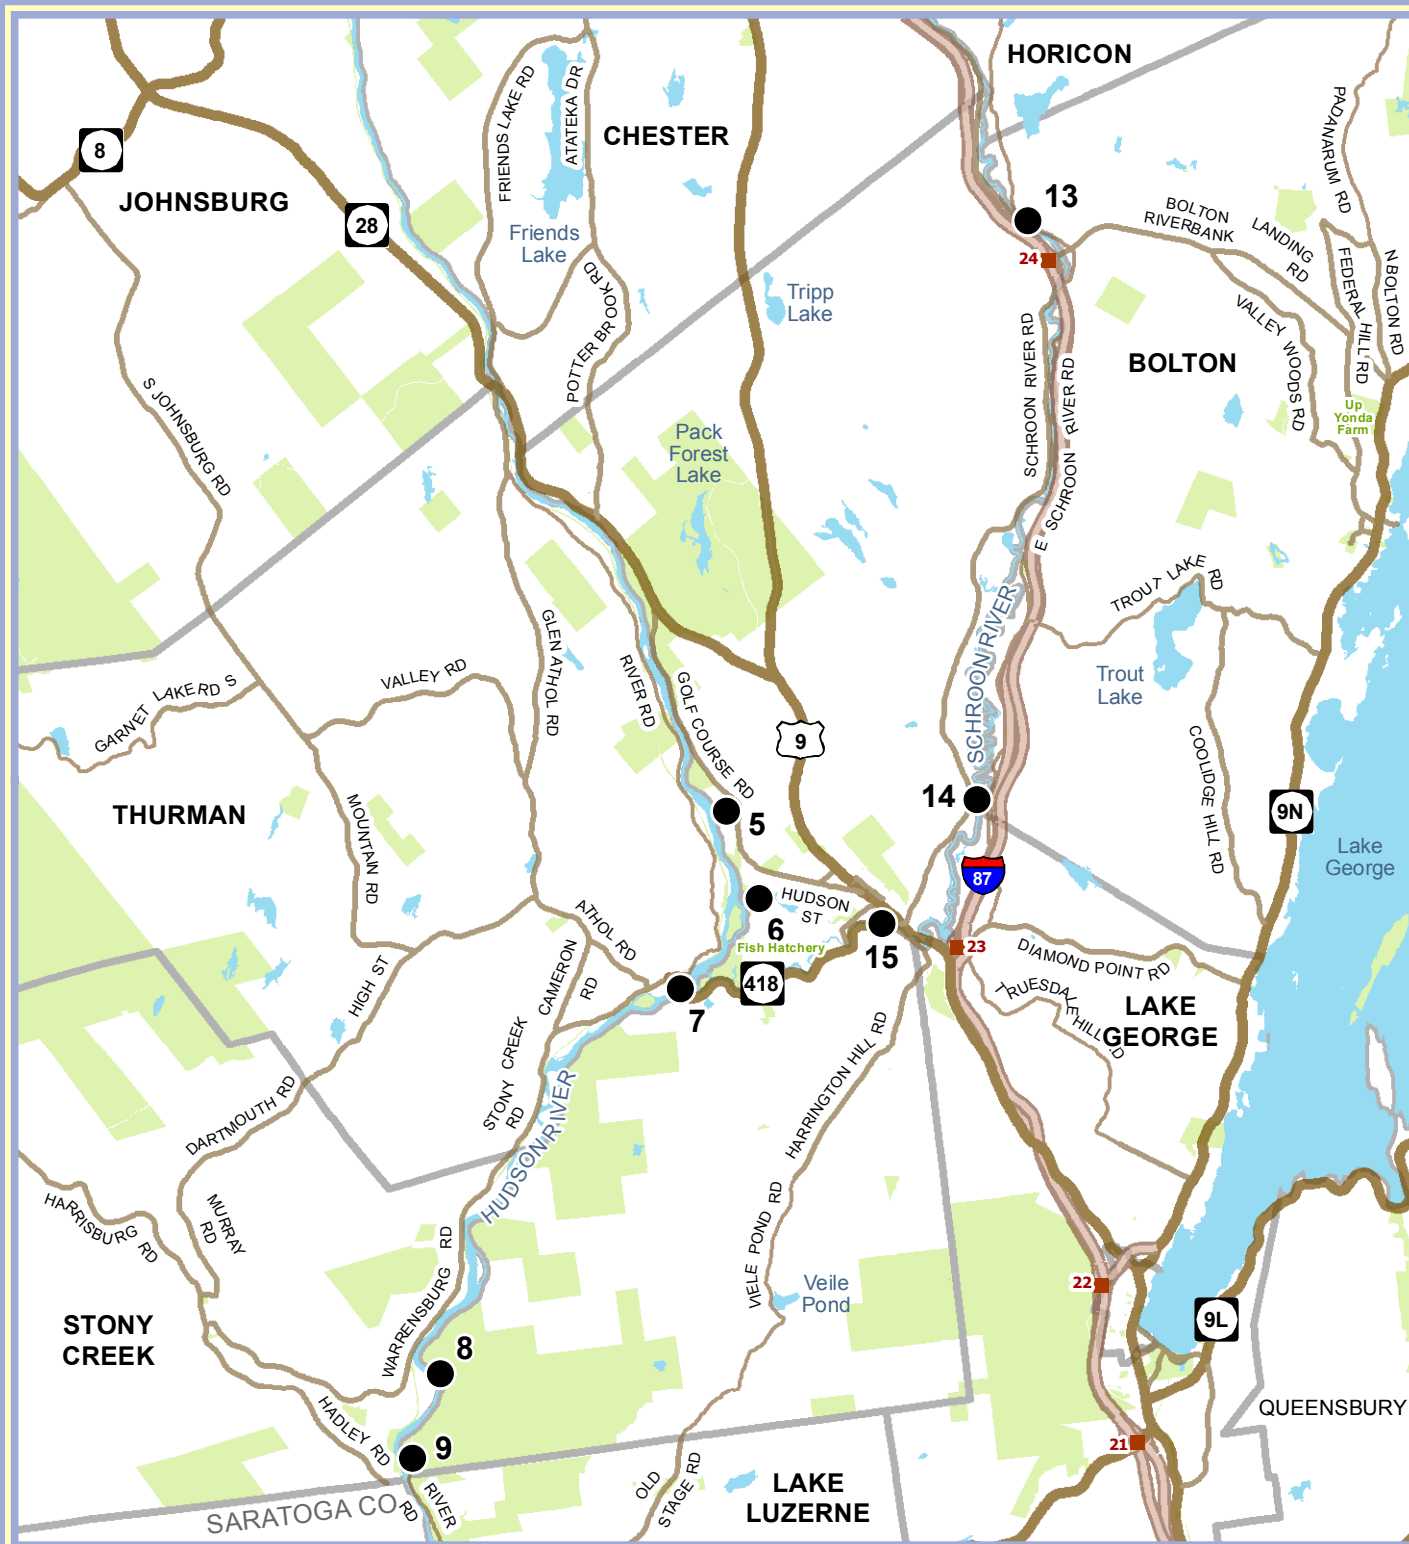 HORICON
CHESTER
JOHNSBURG
8
28
FRIENDS LAKE RD
ATATEKA DR
Friends
Lake
POTTER BROOK RD
Tripp
Lake
13
24
BOLTON
RIVERBANK
LANDING
RD
PADANARUM RD
FEDERAL HILL RD
N BOLTON RD
VALLEY WOODS RD
SCHROON RIVER RD
E SCHROON RIVER RD
BOLTON
Up
Yonda
Farm
S JOHNSBURG RD
Pack
Forest
Lake
TROUT LAKE RD
Trout
Lake
SCHROON RIVER
GLEN ATHOL RD
RIVER RD
GOLF COURSE RD
VALLEY RD
GARNET LAKE RD S
9
COOLIDGE HILL RD
9N
THURMAN
MOUNTAIN RD
5
14
87
Lake
George
HUDSON
ST
6
Fish Hatchery
15
23
DIAMOND POINT RD
ATHOL RD
CAMERON
RD
HIGH ST
418
7
TRUESDALE HILL RD
LAKE
GEORGE
STONY CREEK
RD
HARRINGTON HILL RD
DARTMOUTH RD
HUDSON RIVER
HARRISBURG RD
MURRAY
RD
VIELE POND RD
WARRENSBURG RD
Veile
Pond
22
9L
STONY
CREEK
8
QUEENSBURY
HADLEY RD
9
21
OLD
STAGE RD
LAKE
LUZERNE
SARATOGA CO
RIVER
RD